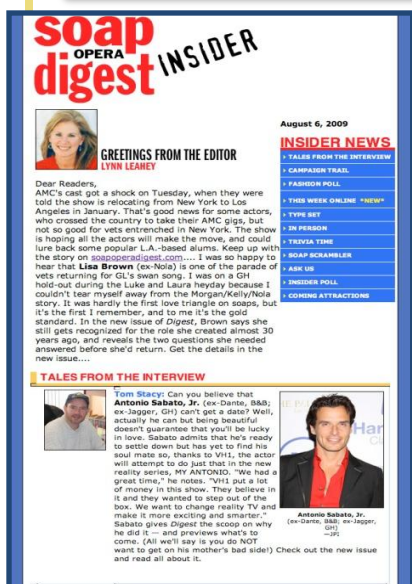 soap
OPERA
digest
INSIDER
August 6, 2009
GREETINGS FROM THE EDITOR
LYNN LEAHEY
Dear Readers,
AMC's cast got a shock on Tuesday, when they were
told the show is relocating from New York to Los
Angeles in January. That's good news for some actors,
who crossed the country to take their AMC gigs, but
not so good for vets entrenched in New York. The show
is hoping all the actors will make the move, and could
lure back some popular L.A.-based alums. Keep up with
the story on soapoperadigest.com.... I was so happy to
hear that Lisa Brown (ex-Nola) is one of the parade of
vets returning for GL's swan song. I was on a GH
hold-out during the Luke and Laura heyday because I
couldn't tear myself away from the Morgan/Kelly/Nola
story. It was hardly the first love triangle on soaps, but
it's the first I remember, and to me it's the gold
standard. In the new issue of Digest, Brown says she
still gets recognized for the role she created almost 30
years ago, and reveals the two questions she needed
answered before she'd return. Get the details in the
new issue....
INSIDER NEWS
TALES FROM THE INTERVIEW
CAMPAIGN TRAIL
FASHION POLL
THIS WEEK ONLINE *NEW*
TYPE SET
IN PERSON
TRIVIA TIME
SOAP SCRAMBLER
ASK US
INSIDER POLL
COMING ATTRACTIONS
TALES FROM THE INTERVIEW
Tom Stacy: Can you believe that
Antonio Sabato, Jr. (ex-Dante, B&B;
ex-Jagger, GH) can't get a date? Well,
actually he can but being beautiful
doesn't guarantee that you'll be lucky
in love. Sabato admits that he's ready
to settle down but has yet to find his
soul mate so, thanks to VH1, the actor
will attempt to do just that in the new
reality series, MY ANTONIO. "We had a
great time," he notes. "VH1 put a lot
of money in this show. They believe in
it and they wanted to step out of the
box. We want to change reality TV and
make it more exciting and smarter."
Sabato gives Digest the scoop on why
he did it — and previews what's to
come. (All we'll say is you do NOT
want to get on his mother's bad side!) Check out the new issue
and read all about it.
Antonio Sabato, Jr.
(ex-Dante, B&B; ex-Jagger,
GH)
—JPI